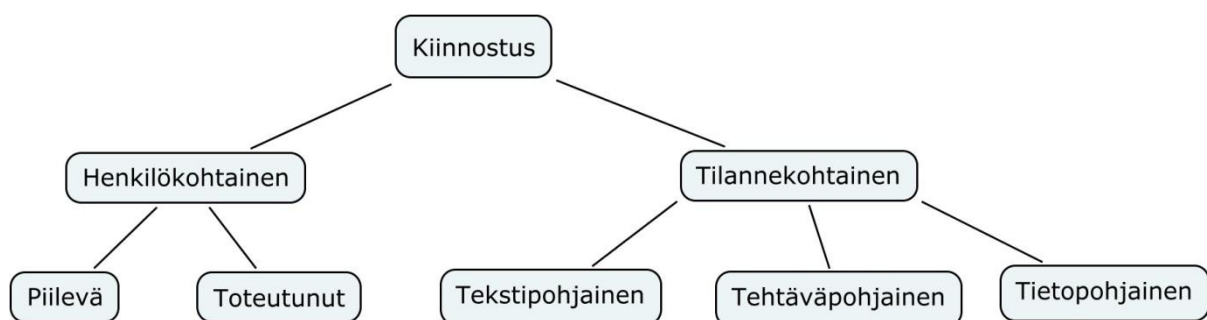 Kiinnostus
Henkilökohtainen
Tilannekohtainen
Piilevä
Toteutunut
Tekstipohjainen
Tehtäväpohjainen
Tietopohjainen